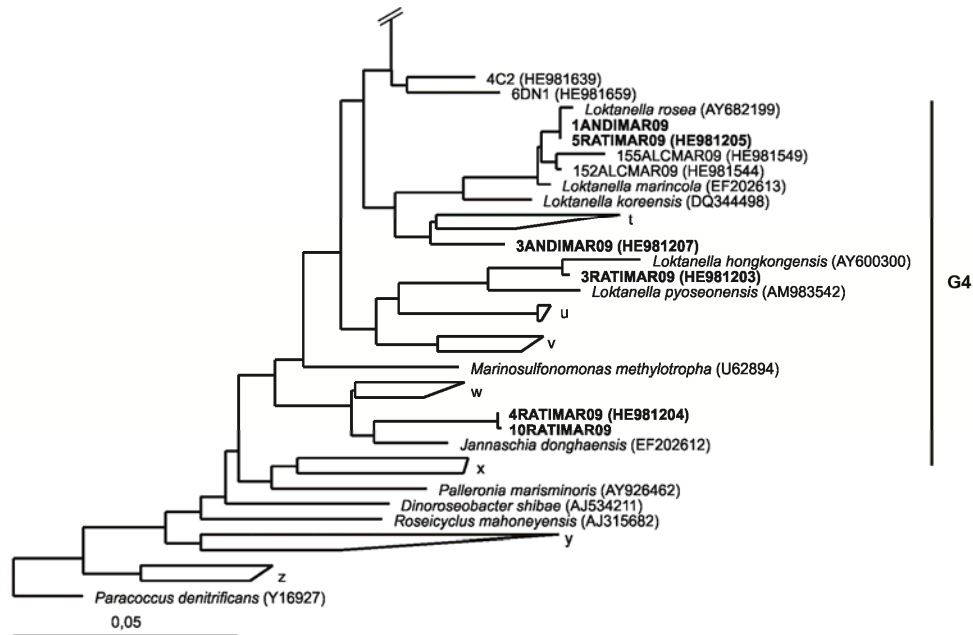 4C2 (HE981639)
6DN1 (HE981659)
Loktanella rosea (AY682199)
1ANDIMAR09
5RATIMAR09 (HE981205)
155ALCMAR09 (HE981549)
152ALCMAR09 (HE981544)
Loktanella marincola (EF202613)
Loktanella koreensis (DQ344498)
t
3ANDIMAR09 (HE981207)
Loktanella hongkongensis (AY600300)
3RATIMAR09 (HE981203)
G4
Loktanella pyoseonensis (AM983542)
u
v
Marinosulfonomonas methylotropha (U62894)
w
4RATIMAR09 (HE981204)
10RATIMAR09
Jannaschia donghaensis (EF202612)
x
Palleronia marisminoris (AY926462)
Dinoroseobacter shibae (AJ534211)
Roseicyclus mahoneyensis (AJ315682)
y
z
Paracoccus denitrificans (Y16927)
0,05